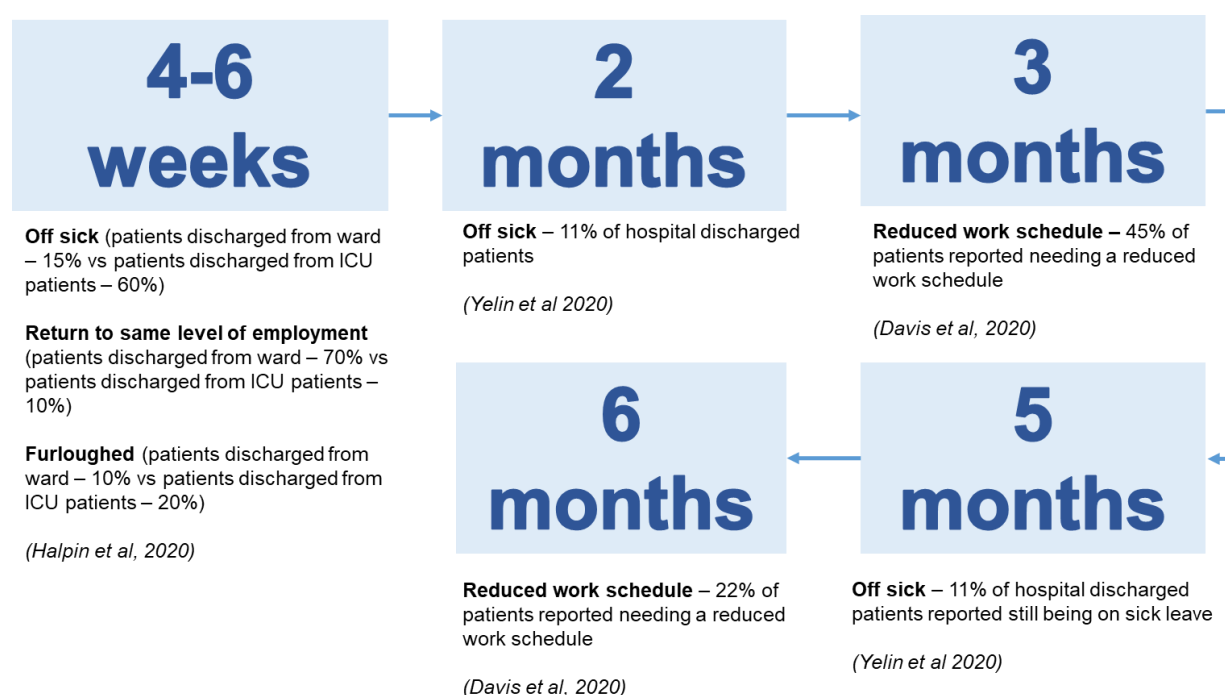 4-6
weeks
Off sick (patients discharged from ward
– 15% vs patients discharged from ICU
patients – 60%)
Return to same level of employment
(patients discharged from ward – 70% vs
patients discharged from ICU patients –
10%)
Furloughed (patients discharged from
ward – 10% vs patients discharged from
ICU patients – 20%)
(Halpin et al, 2020)
2
months
Off sick – 11% of hospital discharged
patients
(Yelin et al 2020)
3
months
Reduced work schedule – 45% of
patients reported needing a reduced
work schedule
(Davis et al, 2020)
5
months
Off sick – 11% of hospital discharged
patients reported still being on sick leave
(Yelin et al 2020)
6
months
Reduced work schedule – 22% of
patients reported needing a reduced
work schedule
(Davis et al, 2020)